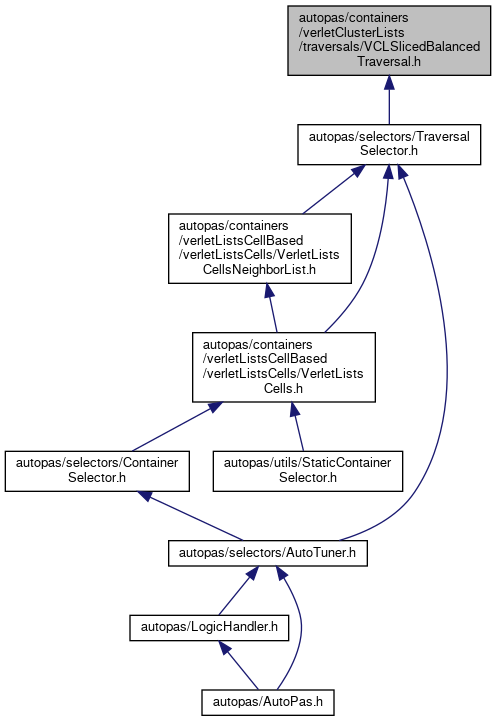 autopas/containers
/verletClusterLists
/traversals/VCLSlicedBalanced
Traversal.h
autopas/selectors/Traversal
Selector.h
autopas/containers
/verletListsCellBased
/verletListsCells/VerletLists
CellsNeighborList.h
autopas/containers
/verletListsCellBased
/verletListsCells/VerletLists
Cells.h
autopas/selectors/Container
Selector.h
autopas/utils/StaticContainer
Selector.h
autopas/selectors/AutoTuner.h
autopas/LogicHandler.h
autopas/AutoPas.h